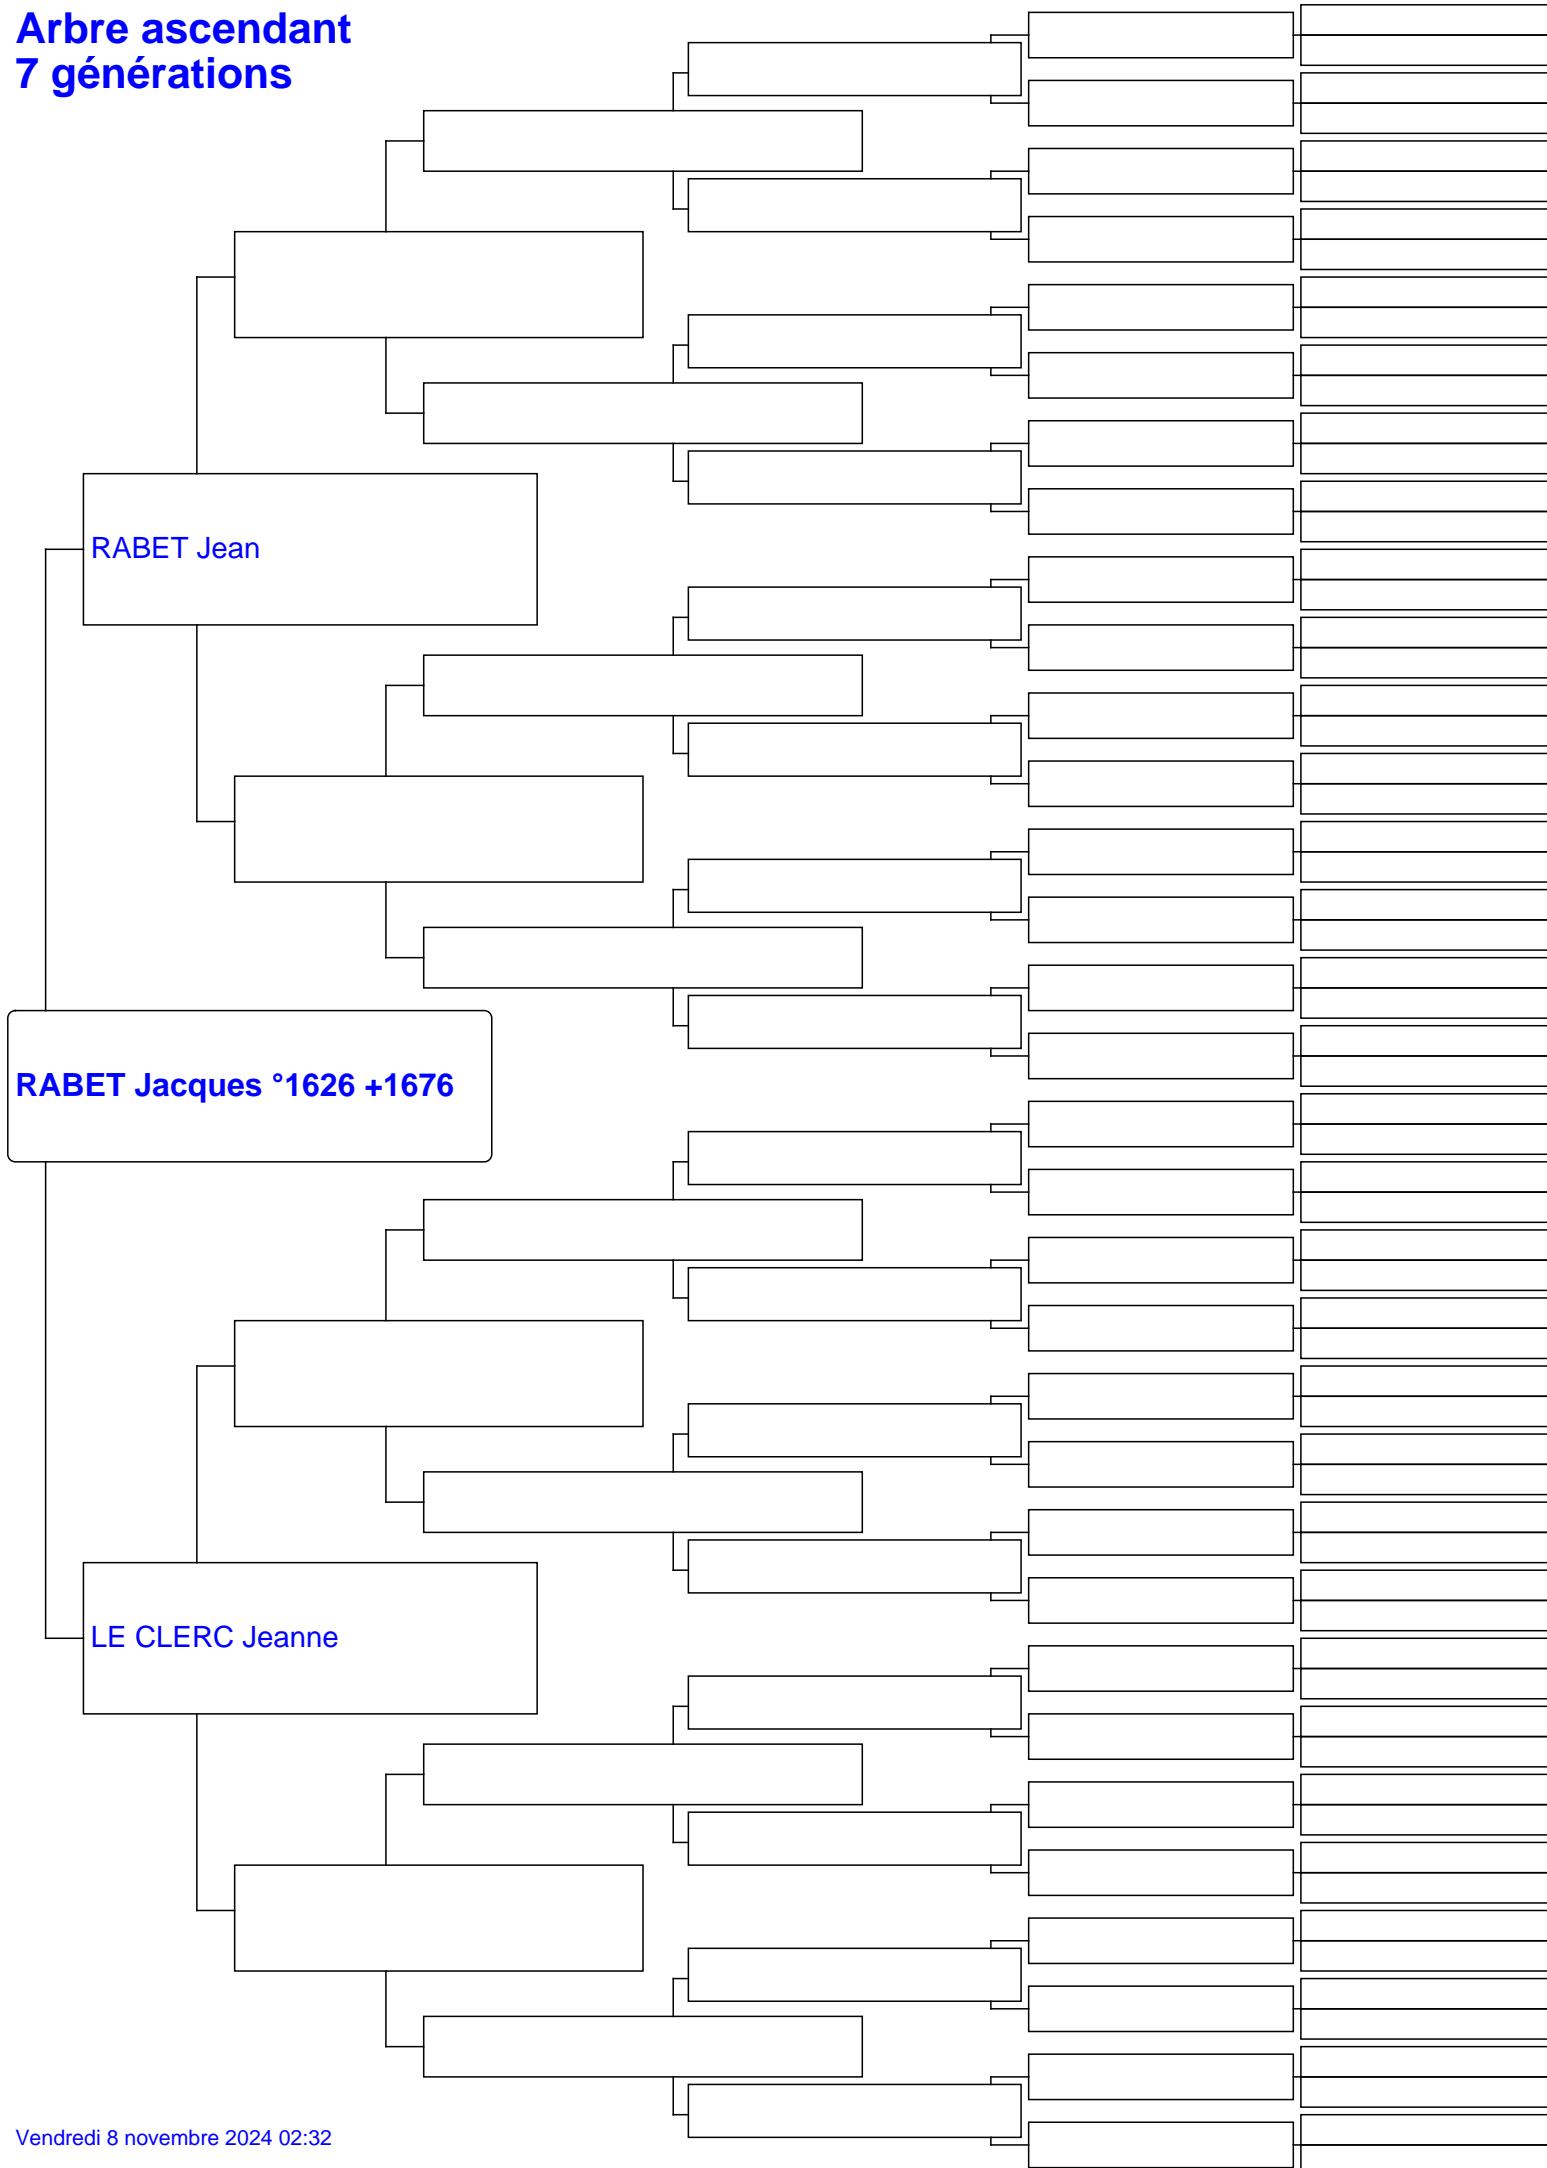 Arbre ascendant
7 générations
RABET Jean
RABET Jacques °1626 +1676
LE CLERC Jeanne
Vendredi 8 novembre 2024 02:32